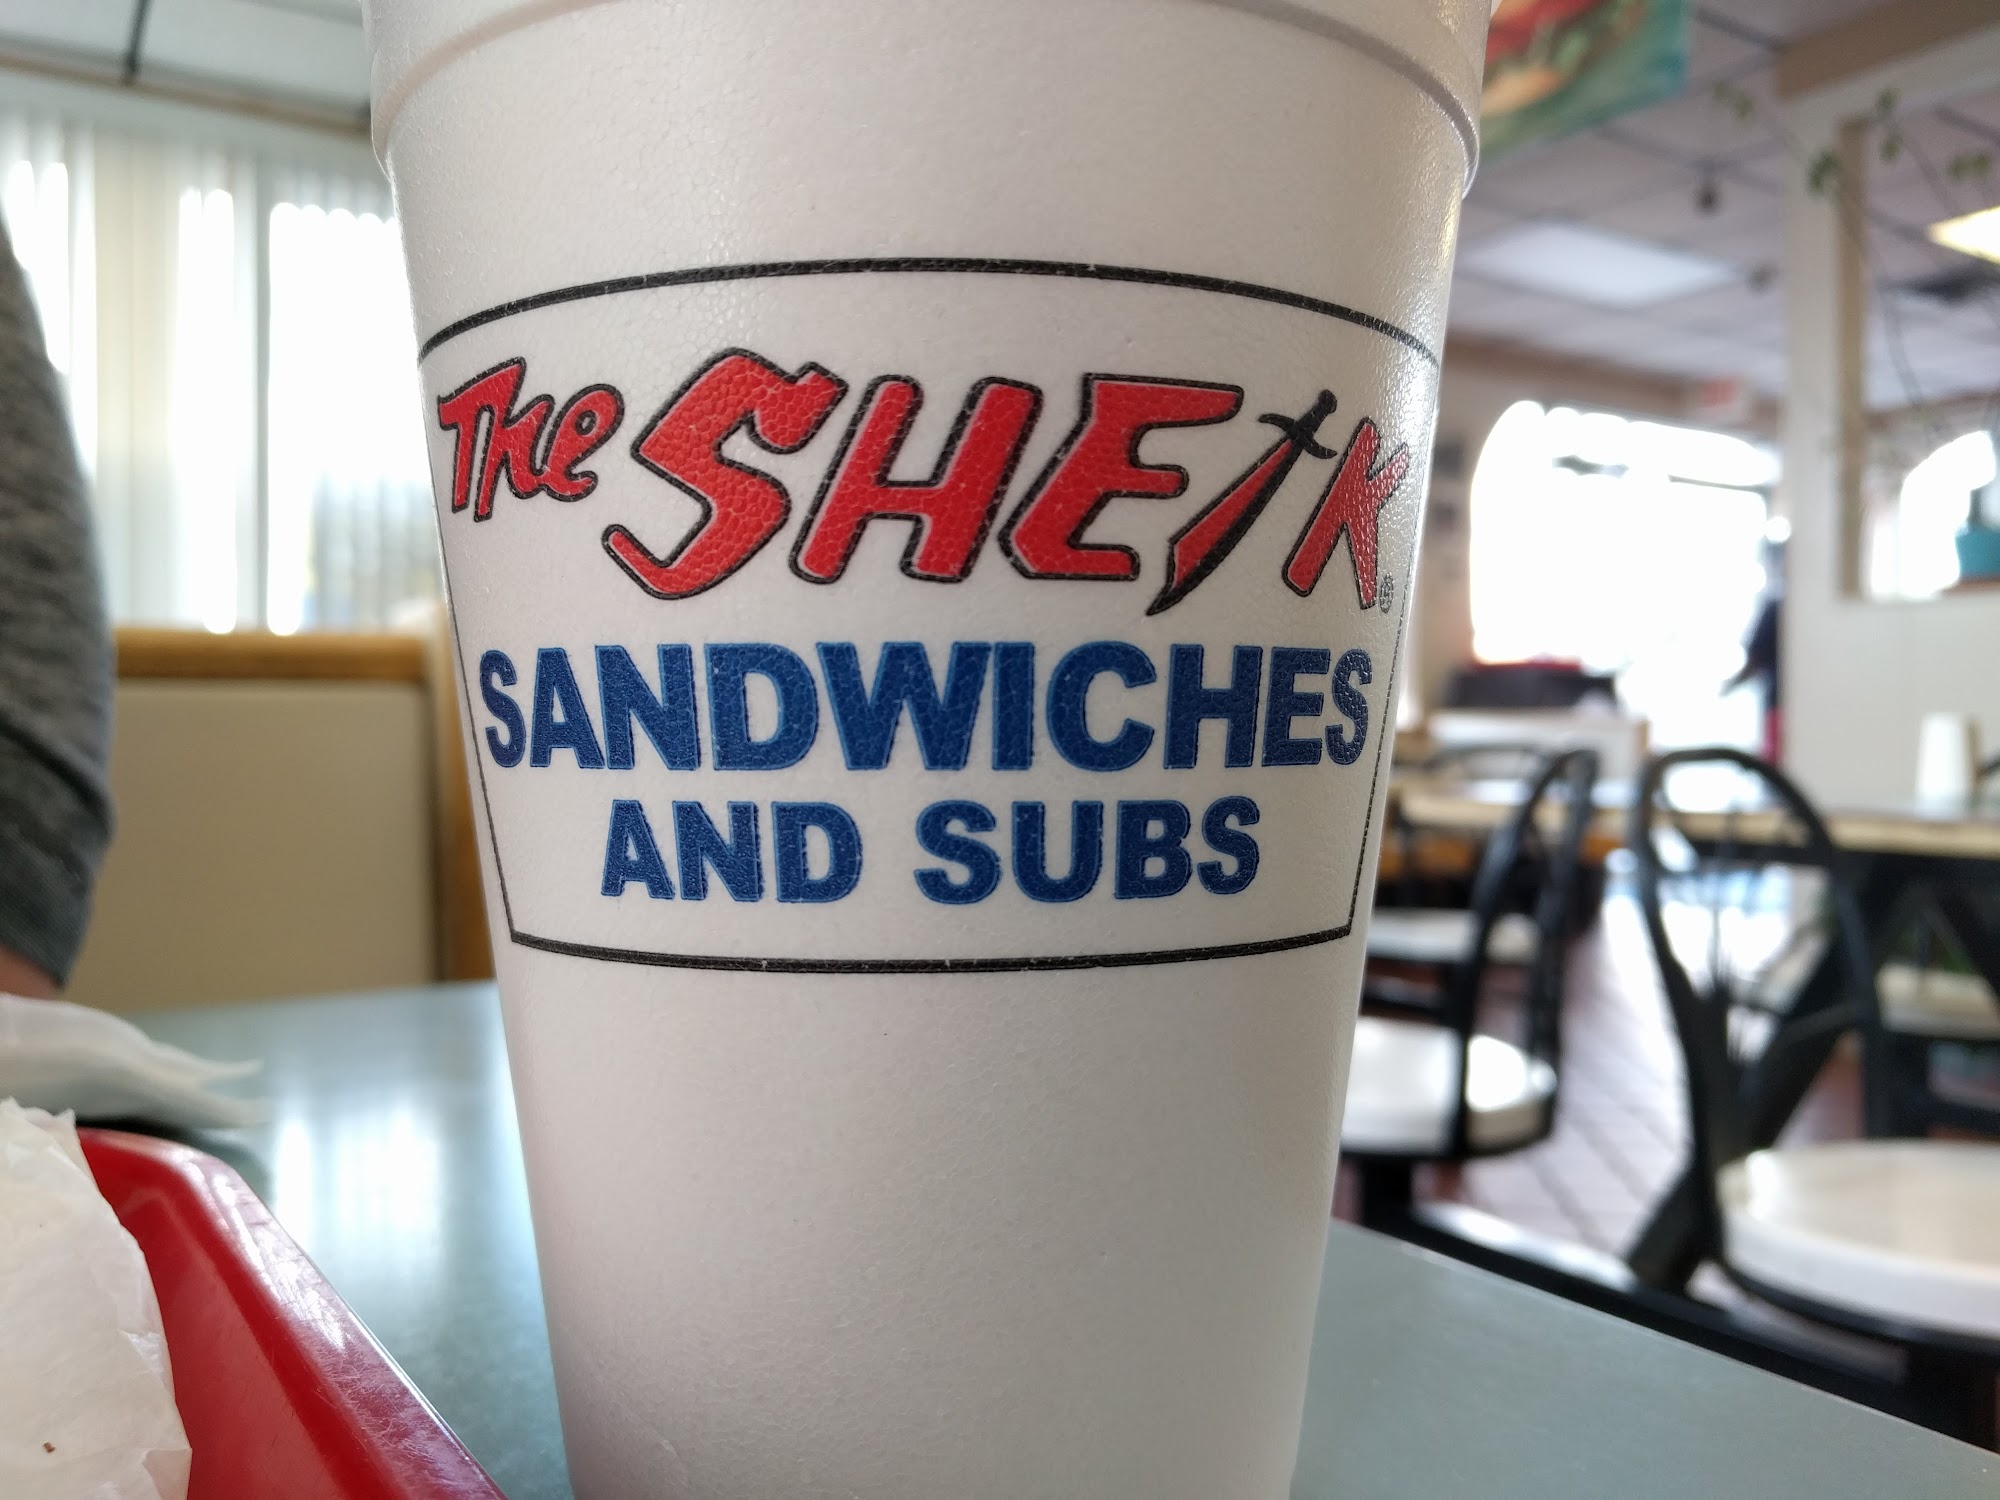 The SHEIK®
SANDWICHES
AND SUBS